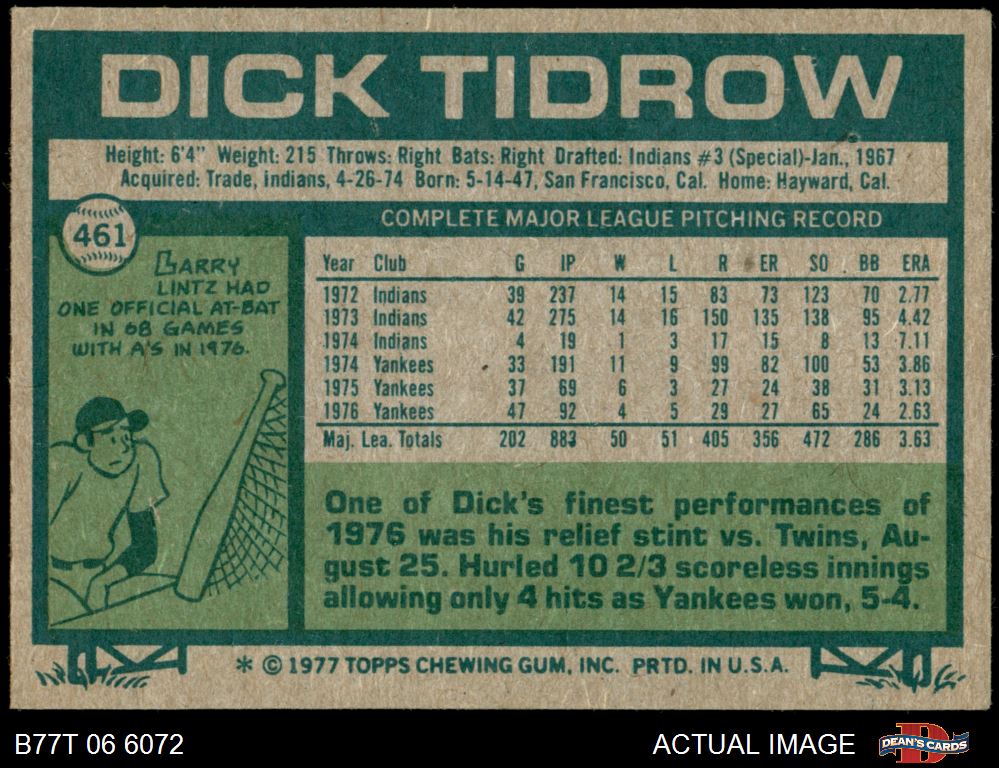 DICK TIDROW
Height: 6'4" Weight: 215 Throws: Right Bats: Right Drafted: Indians #3 (Special)-Jan., 1967
Acquired: Trade, Indians, 4-26-74 Born: 5-14-47, San Francisco, Cal. Home: Hayward, Cal.
461
LARRY
LINTZ HAD
ONE OFFICIAL AT-BAT
IN 68 GAMES
WITH A'S IN 1976.
COMPLETE MAJOR LEAGUE PITCHING RECORD
Year Club G IP W L R ER SO BB ERA
1972 Indians 39 237 14 15 83 73 123 70 2.77
1973 Indians 42 275 14 16 150 135 138 95 4.42
1974 Indians 4 19 1 3 17 15 8 13 7.11
1974 Yankees 33 191 11 9 99 82 100 53 3.86
1975 Yankees 37 69 6 3 27 24 38 31 3.13
1976 Yankees 47 92 4 5 29 27 65 24 2.63
Maj. Lea. Totals 202 883 50 51 405 356 472 286 3.63
One of Dick's finest performances of
1976 was his relief stint vs. Twins, Au-
gust 25. Hurled 10 2/3 scoreless innings
allowing only 4 hits as Yankees won, 5-4.
* © 1977 TOPPS CHEWING GUM, INC. PRTD. IN U.S.A.
B77T 06 6072
ACTUAL IMAGE
DEAN'S CARDS